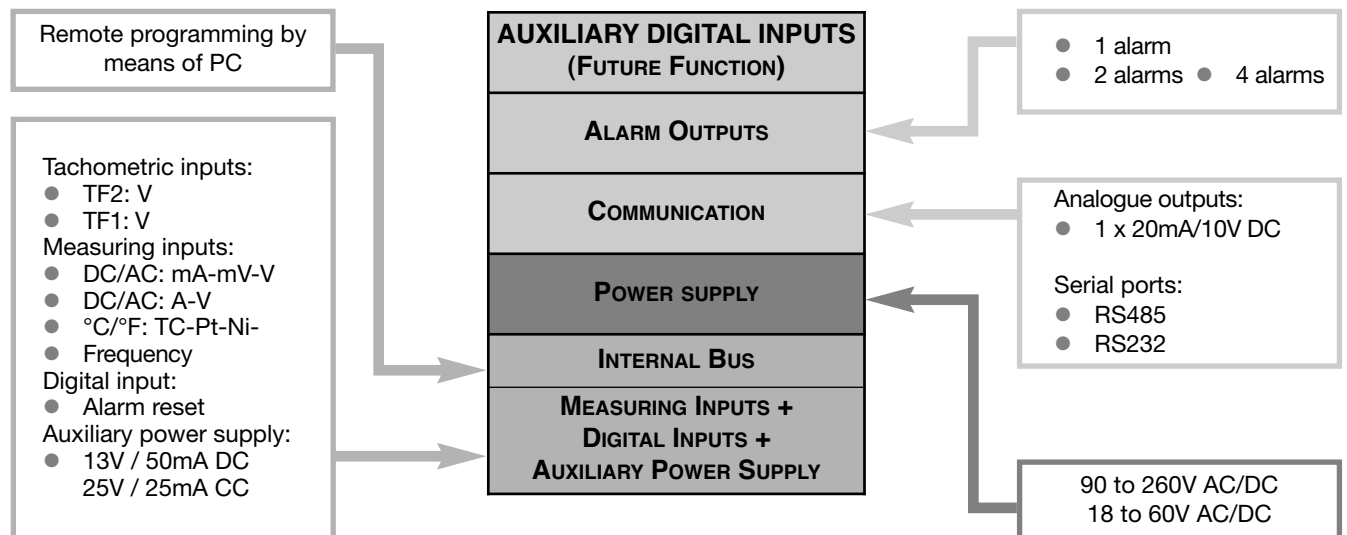 Remote programming by
means of PC
Tachometric inputs:
● TF2: V
● TF1: V
Measuring inputs:
● DC/AC: mA-mV-V
● DC/AC: A-V
● °C/°F: TC-Pt-Ni-
● Frequency
Digital input:
● Alarm reset
Auxiliary power supply:
● 13V / 50mA DC
25V / 25mA CC
AUXILIARY DIGITAL INPUTS
(FUTURE FUNCTION)
ALARM OUTPUTS
COMMUNICATION
POWER SUPPLY
INTERNAL BUS
MEASURING INPUTS +
DIGITAL INPUTS +
AUXILIARY POWER SUPPLY
● 1 alarm
● 2 alarms ● 4 alarms
Analogue outputs:
● 1 x 20mA/10V DC
Serial ports:
● RS485
● RS232
90 to 260V AC/DC
18 to 60V AC/DC